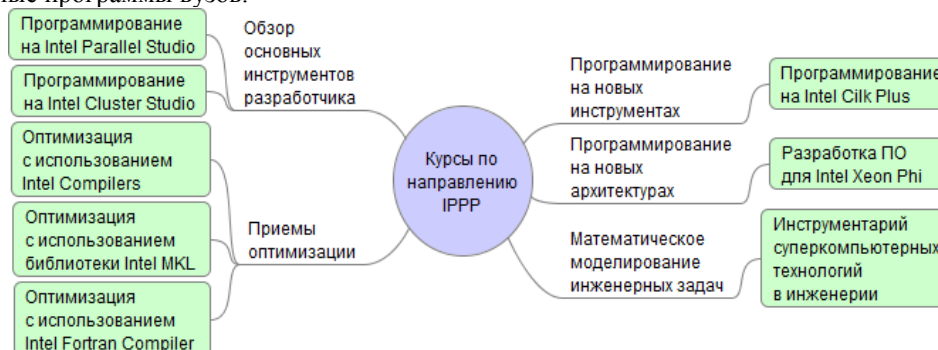 ные программы вузов.
Программирование
на Intel Parallel Studio
Программирование
на Intel Cluster Studio
Обзор
основных
инструментов
разработчика
Оптимизация
с использованием
Intel Compilers
Оптимизация
с использованием
библиотеки Intel MKL
Оптимизация
с использованием
Intel Fortran Compiler
Приемы
оптимизации
Курсы по
направлению
IPPP
Программирование
на новых
инструментах
Программирование
на Intel Cilk Plus
Программирование
на новых
архитектурах
Разработка ПО
для Intel Xeon Phi
Математическое
моделирование
инженерных задач
Инструментарий
суперкомпьютерных
технологий
в инженерии